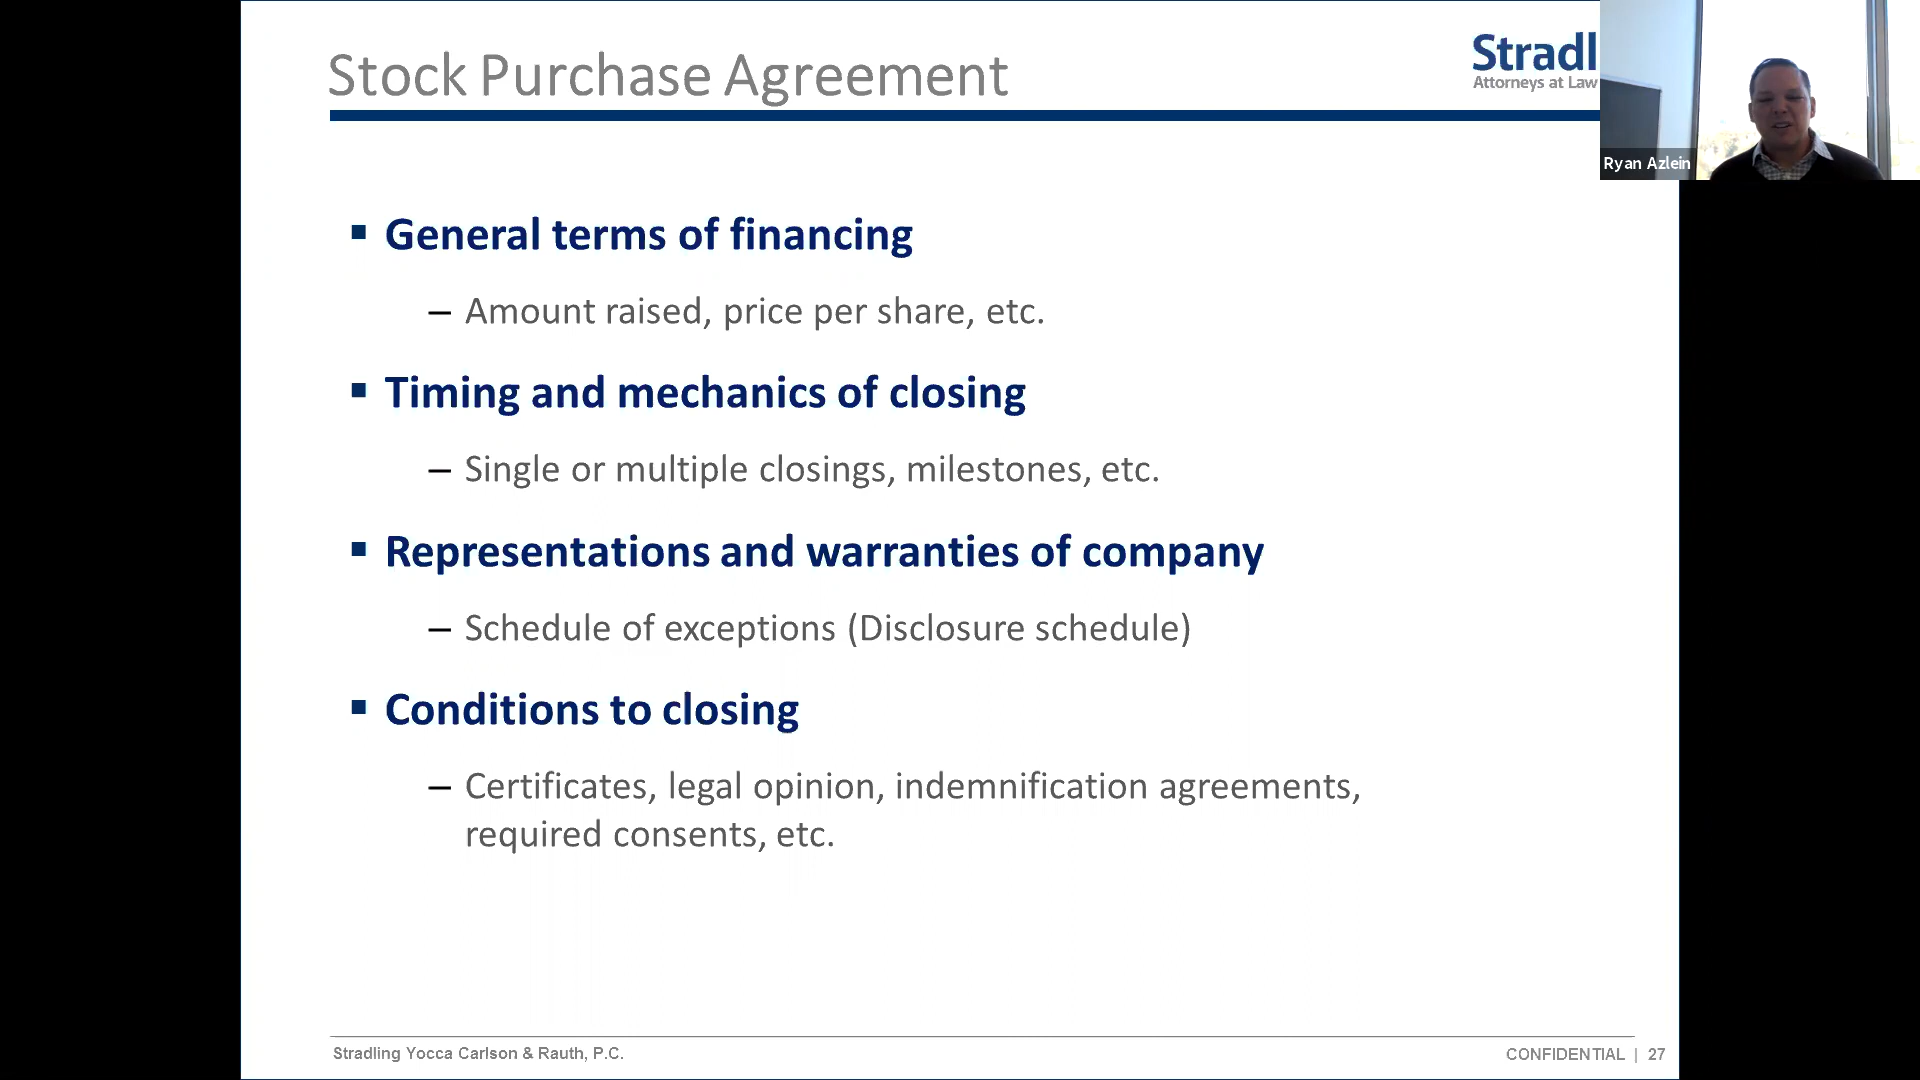 Stock Purchase Agreement
Stradl
Attorneys at Law
Ryan Azlein
▪ General terms of financing
– Amount raised, price per share, etc.
▪ Timing and mechanics of closing
– Single or multiple closings, milestones, etc.
▪ Representations and warranties of company
– Schedule of exceptions (Disclosure schedule)
▪ Conditions to closing
– Certificates, legal opinion, indemnification agreements,
required consents, etc.
Stradling Yocca Carlson & Rauth, P.C.
CONFIDENTIAL | 27